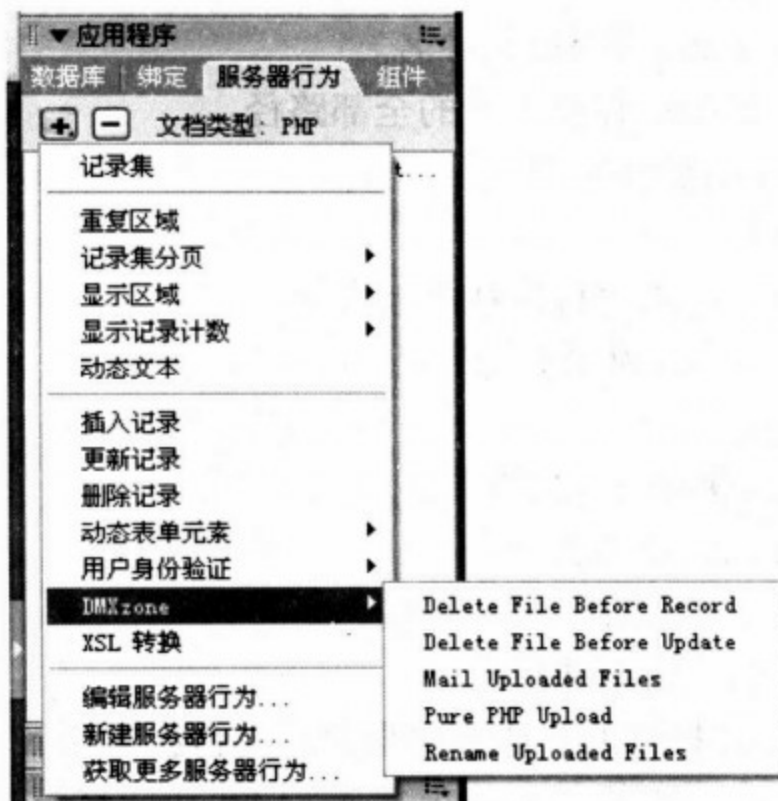 ▼应用程序
数据库 绑定 服务器行为 组件
文档类型: PHP
记录集
t...
重复区域
记录集分页
显示区域
显示记录计数
动态文本
插入记录
更新记录
删除记录
动态表单元素
用户身份验证
DMXzone
XSL 转换
Delete File Before Record
Delete File Before Update
Mail Uploaded Files
Pure PHP Upload
Rename Uploaded Files
编辑服务器行为...
新建服务器行为...
获取更多服务器行为...